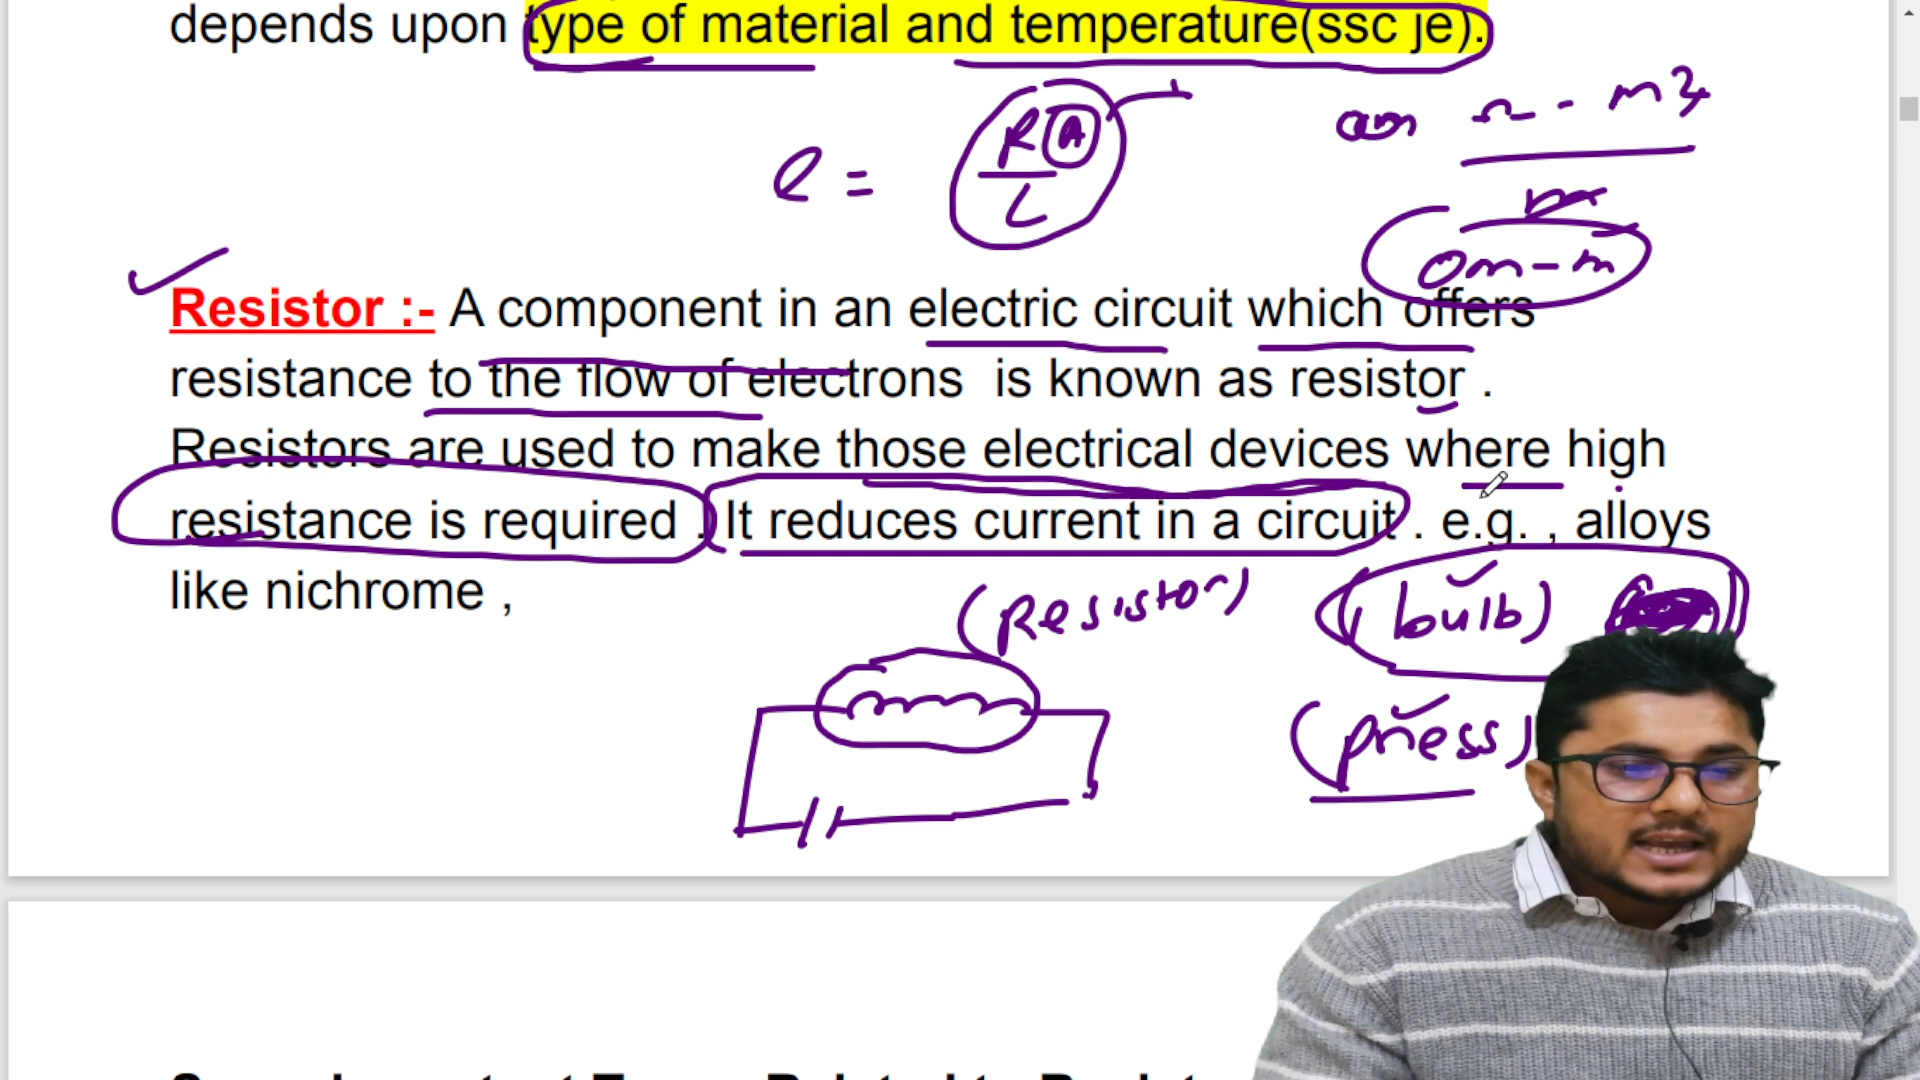 depends upon type of material and temperature(ssc je).
e = RA
L
Ω - m2
m
om-m
Resistor :- A component in an electric circuit which offers
resistance to the flow of electrons is known as resistor .
Resistors are used to make those electrical devices where high
resistance is required . It reduces current in a circuit . e.g. , alloys
like nichrome ,
(Resistor)
(bulb)
(press)